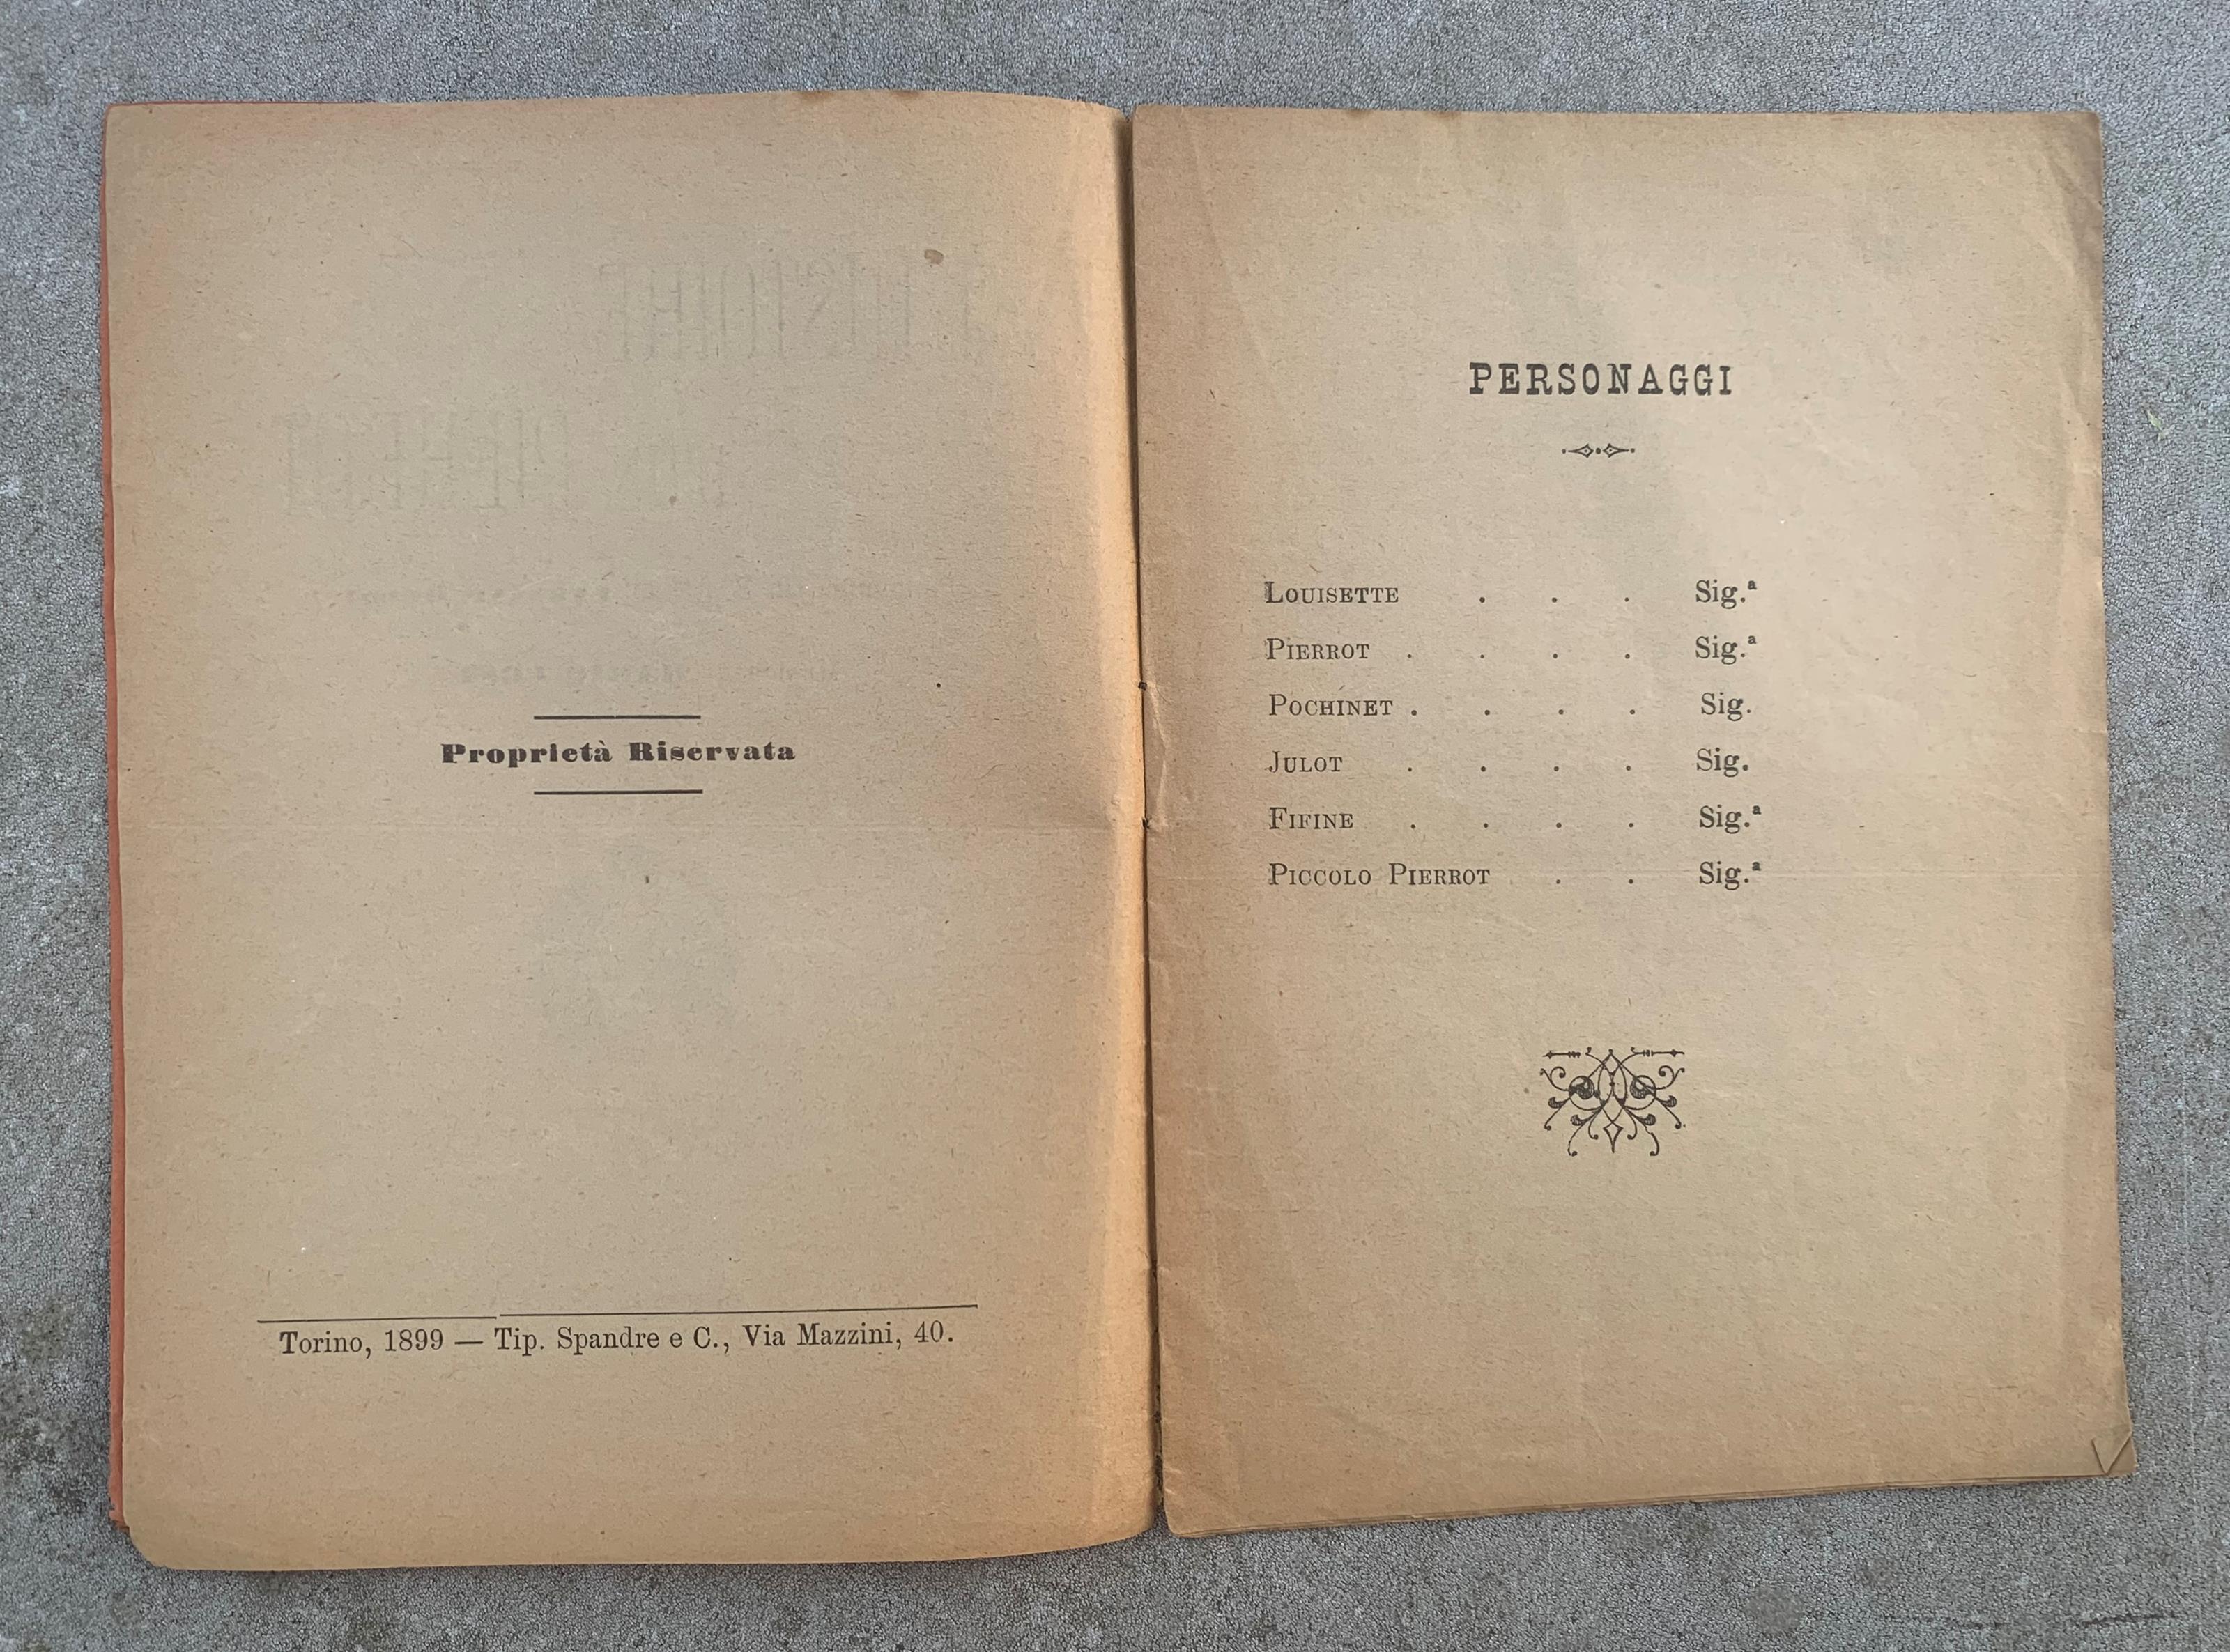 Proprietà Riservata
Torino, 1899 — Tip. Spandre e C., Via Mazzini, 40.
PERSONAGGI
LOUISETTE . . . Sig.ª
PIERROT . . . . Sig.ª
POCHINET . . . . Sig.
JULOT . . . . Sig.
FIFINE . . . . Sig.ª
PICCOLO PIERROT . . Sig.ª